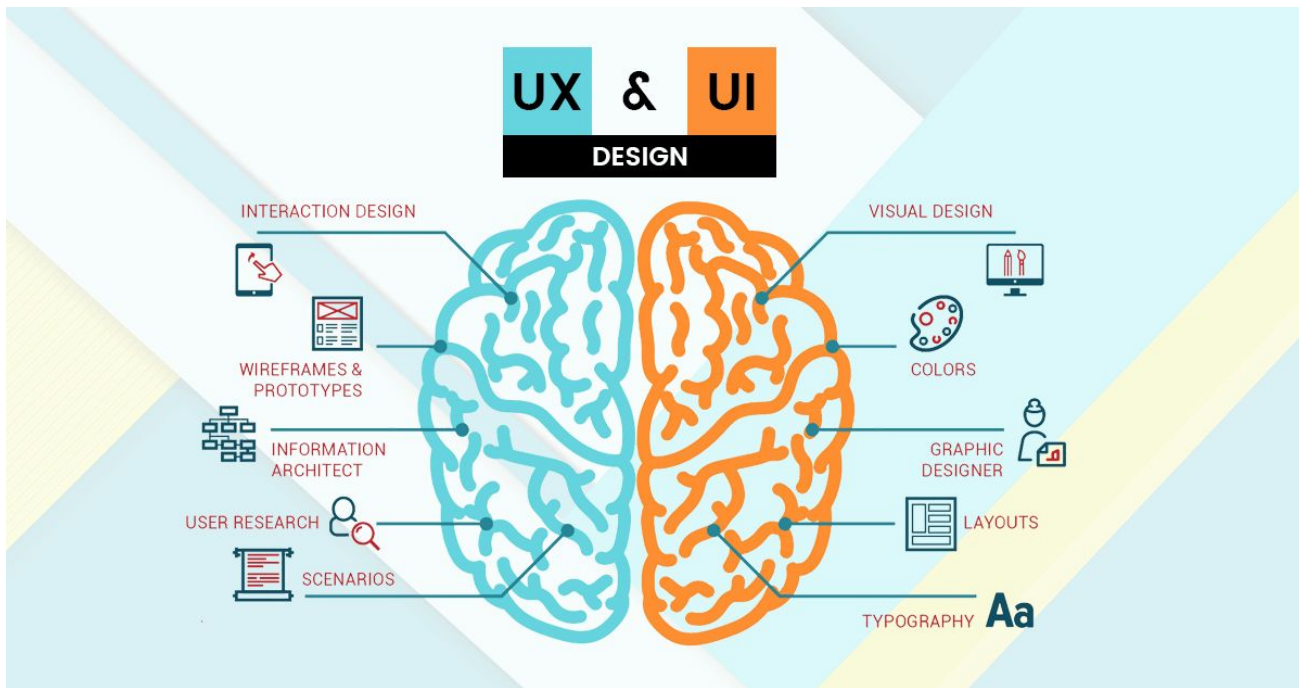 UX & UI
DESIGN
INTERACTION DESIGN
WIREFRAMES &
PROTOTYPES
INFORMATION
ARCHITECT
USER RESEARCH
SCENARIOS
VISUAL DESIGN
COLORS
GRAPHIC
DESIGNER
LAYOUTS
TYPOGRAPHY Aa